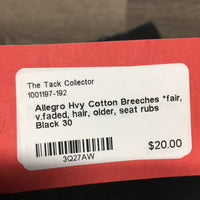 The Tack Collector
1001197-192
Allegro Hvy Cotton Breeches *fair,
v.faded, hair, older, seat rubs
Black 30
3Q27AW
$20.00